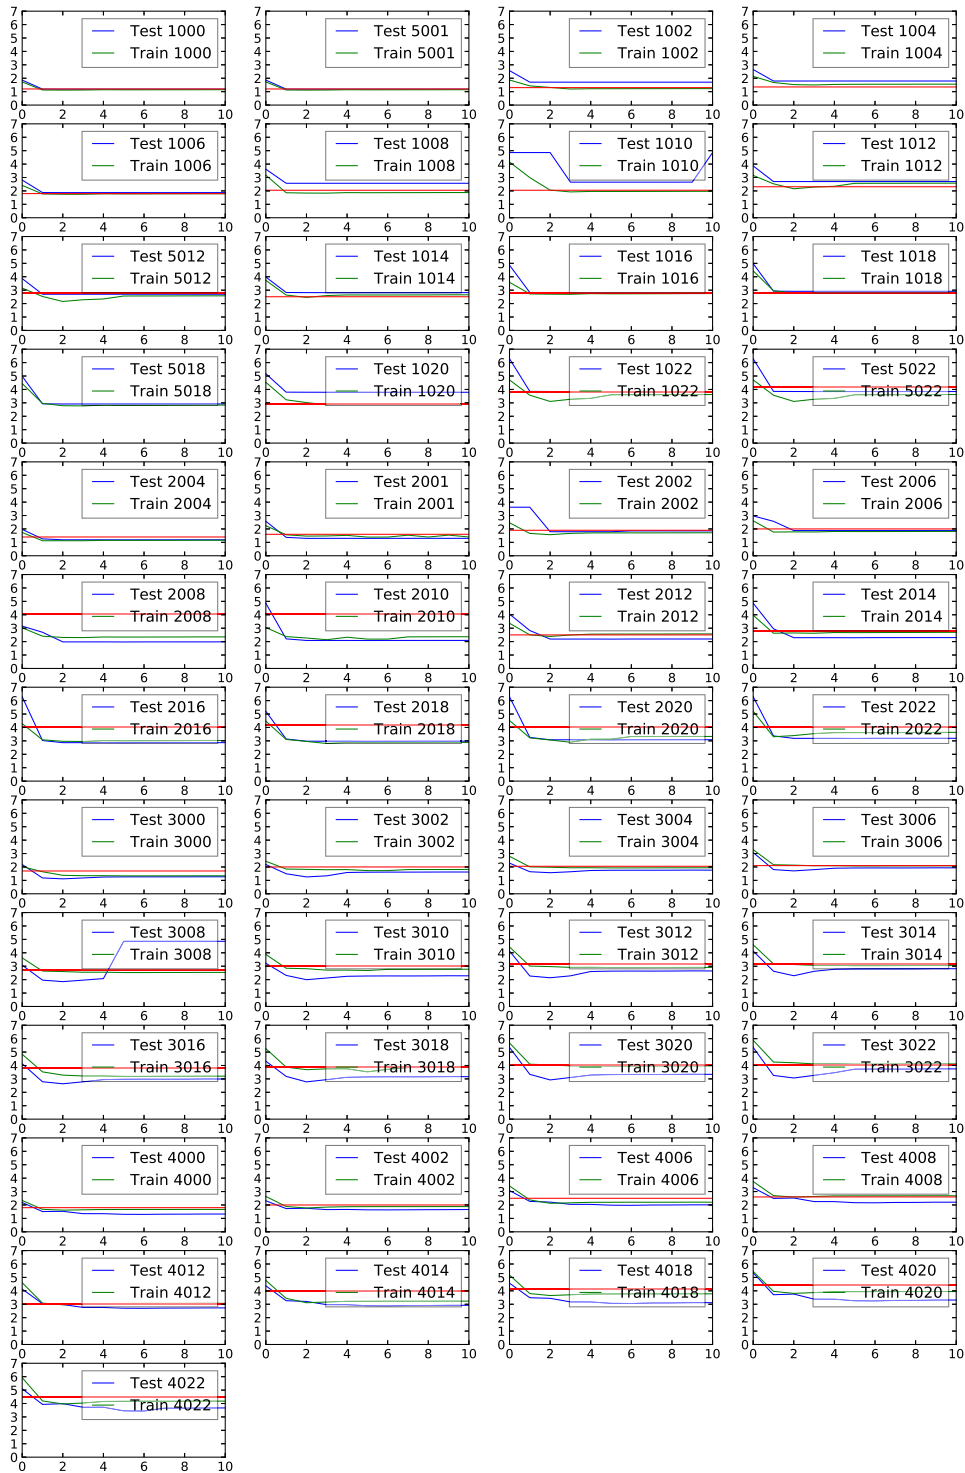 Test 1000
Train 1000
Test 5001
Train 5001
Test 1002
Train 1002
Test 1004
Train 1004
Test 1006
Train 1006
Test 1008
Train 1008
Test 1010
Train 1010
Test 1012
Train 1012
Test 5012
Train 5012
Test 1014
Train 1014
Test 1016
Train 1016
Test 1018
Train 1018
Test 5018
Train 5018
Test 1020
Train 1020
Test 1022
Train 1022
Test 5022
Train 5022
Test 2004
Train 2004
Test 2001
Train 2001
Test 2002
Train 2002
Test 2006
Train 2006
Test 2008
Train 2008
Test 2010
Train 2010
Test 2012
Train 2012
Test 2014
Train 2014
Test 2016
Train 2016
Test 2018
Train 2018
Test 2020
Train 2020
Test 2022
Train 2022
Test 3000
Train 3000
Test 3002
Train 3002
Test 3004
Train 3004
Test 3006
Train 3006
Test 3008
Train 3008
Test 3010
Train 3010
Test 3012
Train 3012
Test 3014
Train 3014
Test 3016
Train 3016
Test 3018
Train 3018
Test 3020
Train 3020
Test 3022
Train 3022
Test 4000
Train 4000
Test 4002
Train 4002
Test 4006
Train 4006
Test 4008
Train 4008
Test 4012
Train 4012
Test 4014
Train 4014
Test 4018
Train 4018
Test 4020
Train 4020
Test 4022
Train 4022